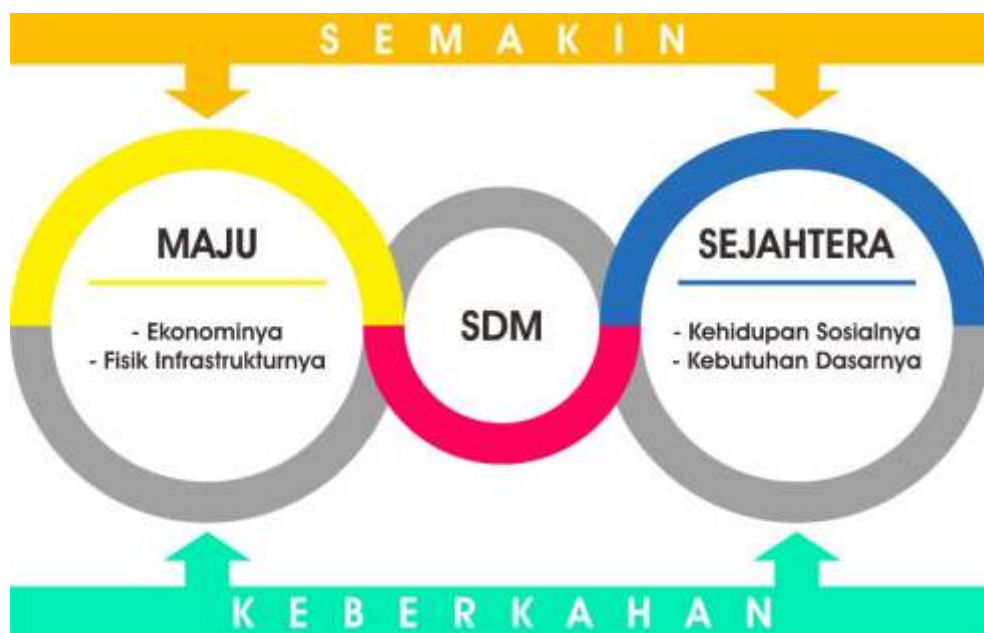 SEMAKIN
MAJU
- Ekonominya
- Fisik Infrastrukturnya
SDM
SEJAHTERA
- Kehidupan Sosialnya
- Kebutuhan Dasarnya
KEBERKAHAN